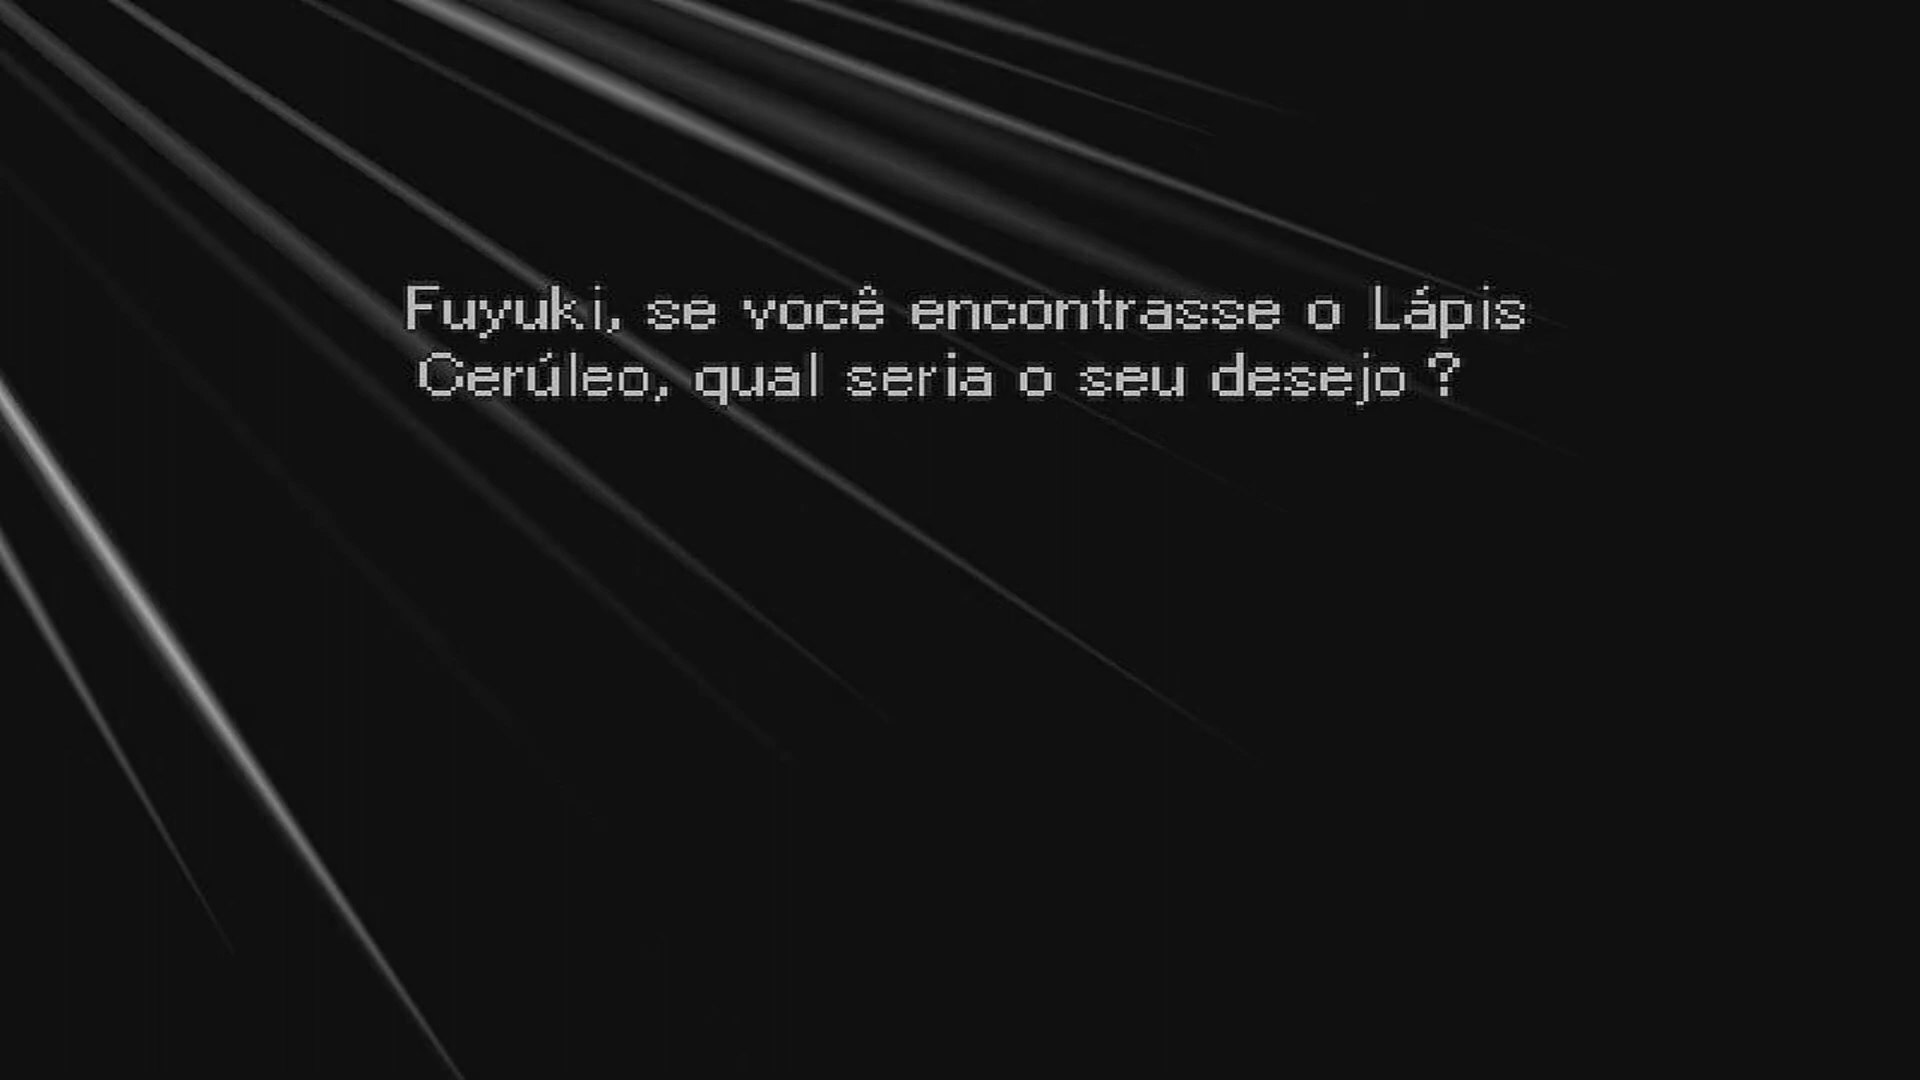 Fuyuki, se você encontrasse o Lápis
Cerúleo, qual seria o seu desejo ?